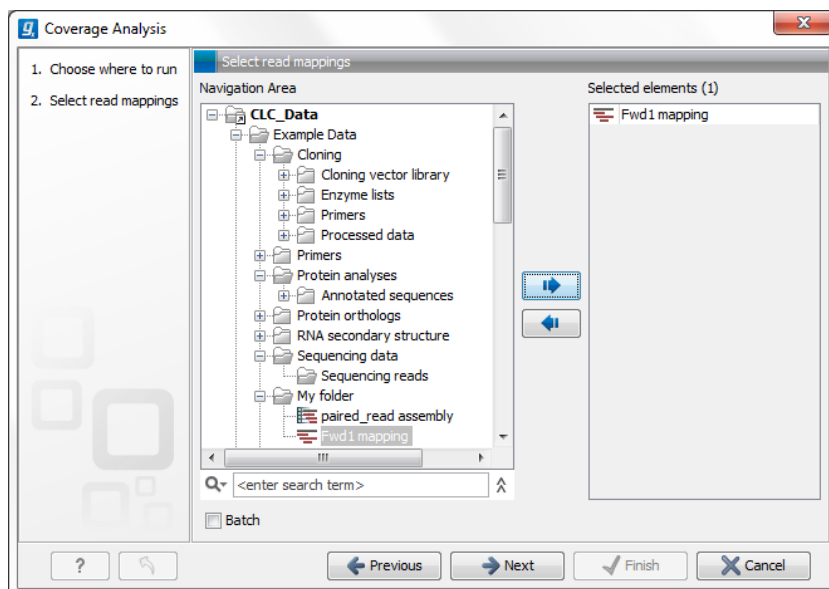 Coverage Analysis
1. Choose where to run
2. Select read mappings
Select read mappings
Navigation Area
CLC_Data
Example Data
Cloning
Cloning vector library
Enzyme lists
Primers
Processed data
Primers
Protein analyses
Annotated sequences
Protein orthologs
RNA secondary structure
Sequencing data
Sequencing reads
My folder
paired_read assembly
Fwd1 mapping
<enter search term>
Batch
Selected elements (1)
Fwd1 mapping
?
Previous
Next
Finish
Cancel